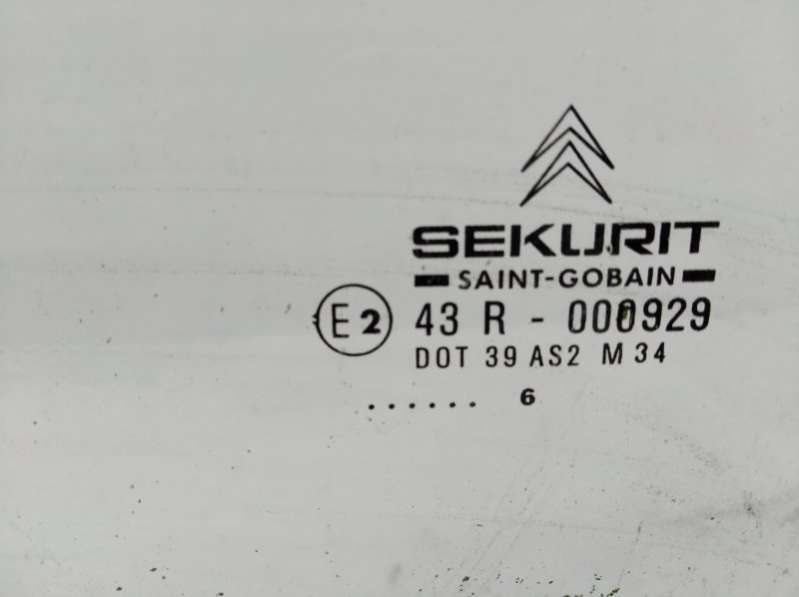 SEKURIT
SAINT-GOBAIN
E2 43 R - 000929
DOT 39 AS2 M 34
...... 6